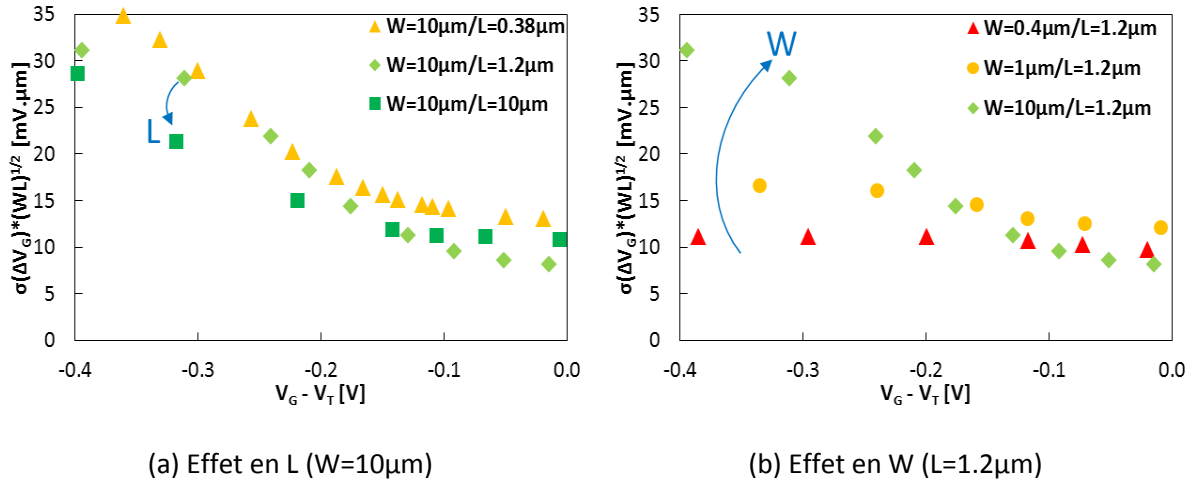 σ(ΔV_G)*(WL)^1/2 [mV.µm]
35
30
25
20
15
10
5
0
-0.4
-0.3
-0.2
-0.1
0.0
V_G - V_T [V]
W=10µm/L=0.38µm
W=10µm/L=1.2µm
W=10µm/L=10µm
L
(a) Effet en L (W=10µm)
σ(ΔV_G)*(WL)^1/2 [mV.µm]
35
30
25
20
15
10
5
0
-0.4
-0.3
-0.2
-0.1
0.0
V_G - V_T [V]
W=0.4µm/L=1.2µm
W=1µm/L=1.2µm
W=10µm/L=1.2µm
W
(b) Effet en W (L=1.2µm)